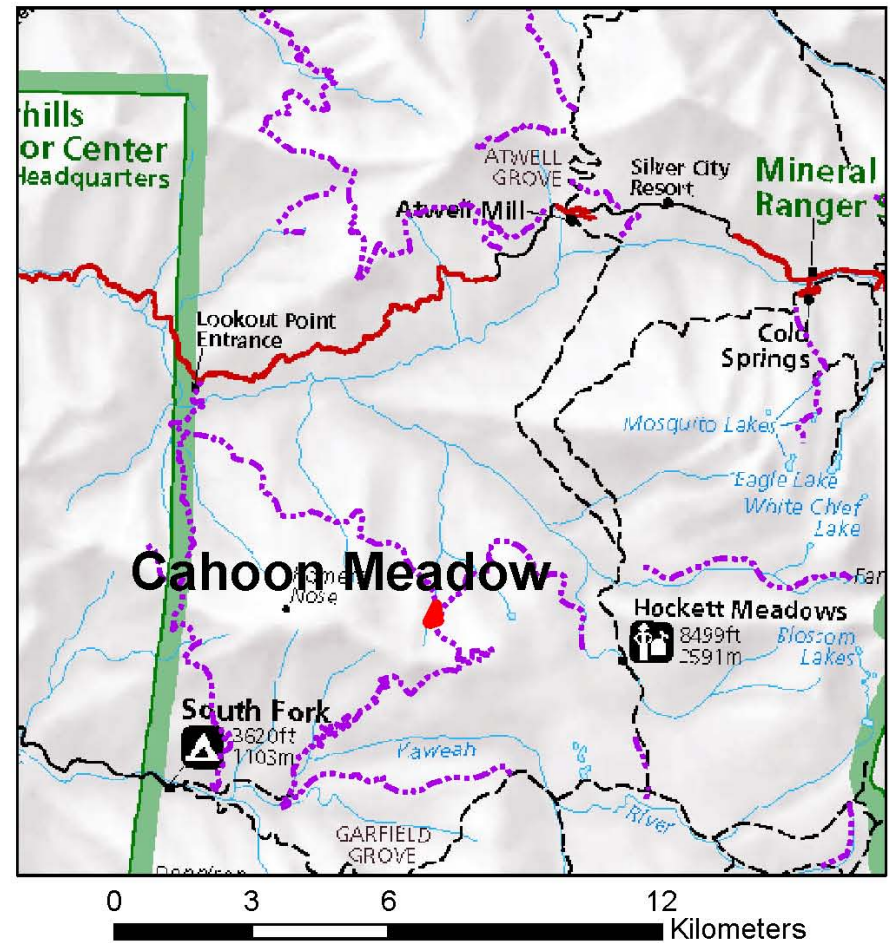 hills
or Center
Headquarters
ATWELL
GROVE
Silver City
Resort
Mineral
Ranger S
Atwell Mill
Lookout Point
Entrance
Cold
Springs
Mosquito Lakes
Eagle Lake
White Chief
Lake
Cahoon Meadow
Nose
Far
Hockett Meadows
8499ft
2591m
Blossom
Lakes
South Fork
3620ft
1103m
Kaweah
River
GARFIELD
GROVE
0 3 6 12
Kilometers